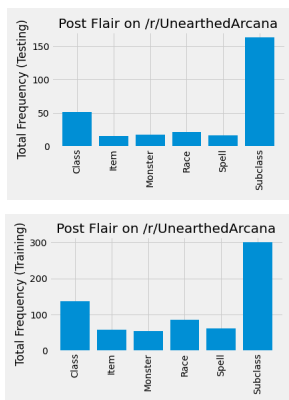 Post Flair on /r/UnearthedArcana
Total Frequency (Testing)
150
100
50
0
Class
Item
Monster
Race
Spell
Subclass
Post Flair on /r/UnearthedArcana
Total Frequency (Training)
300
200
100
0
Class
Item
Monster
Race
Spell
Subclass